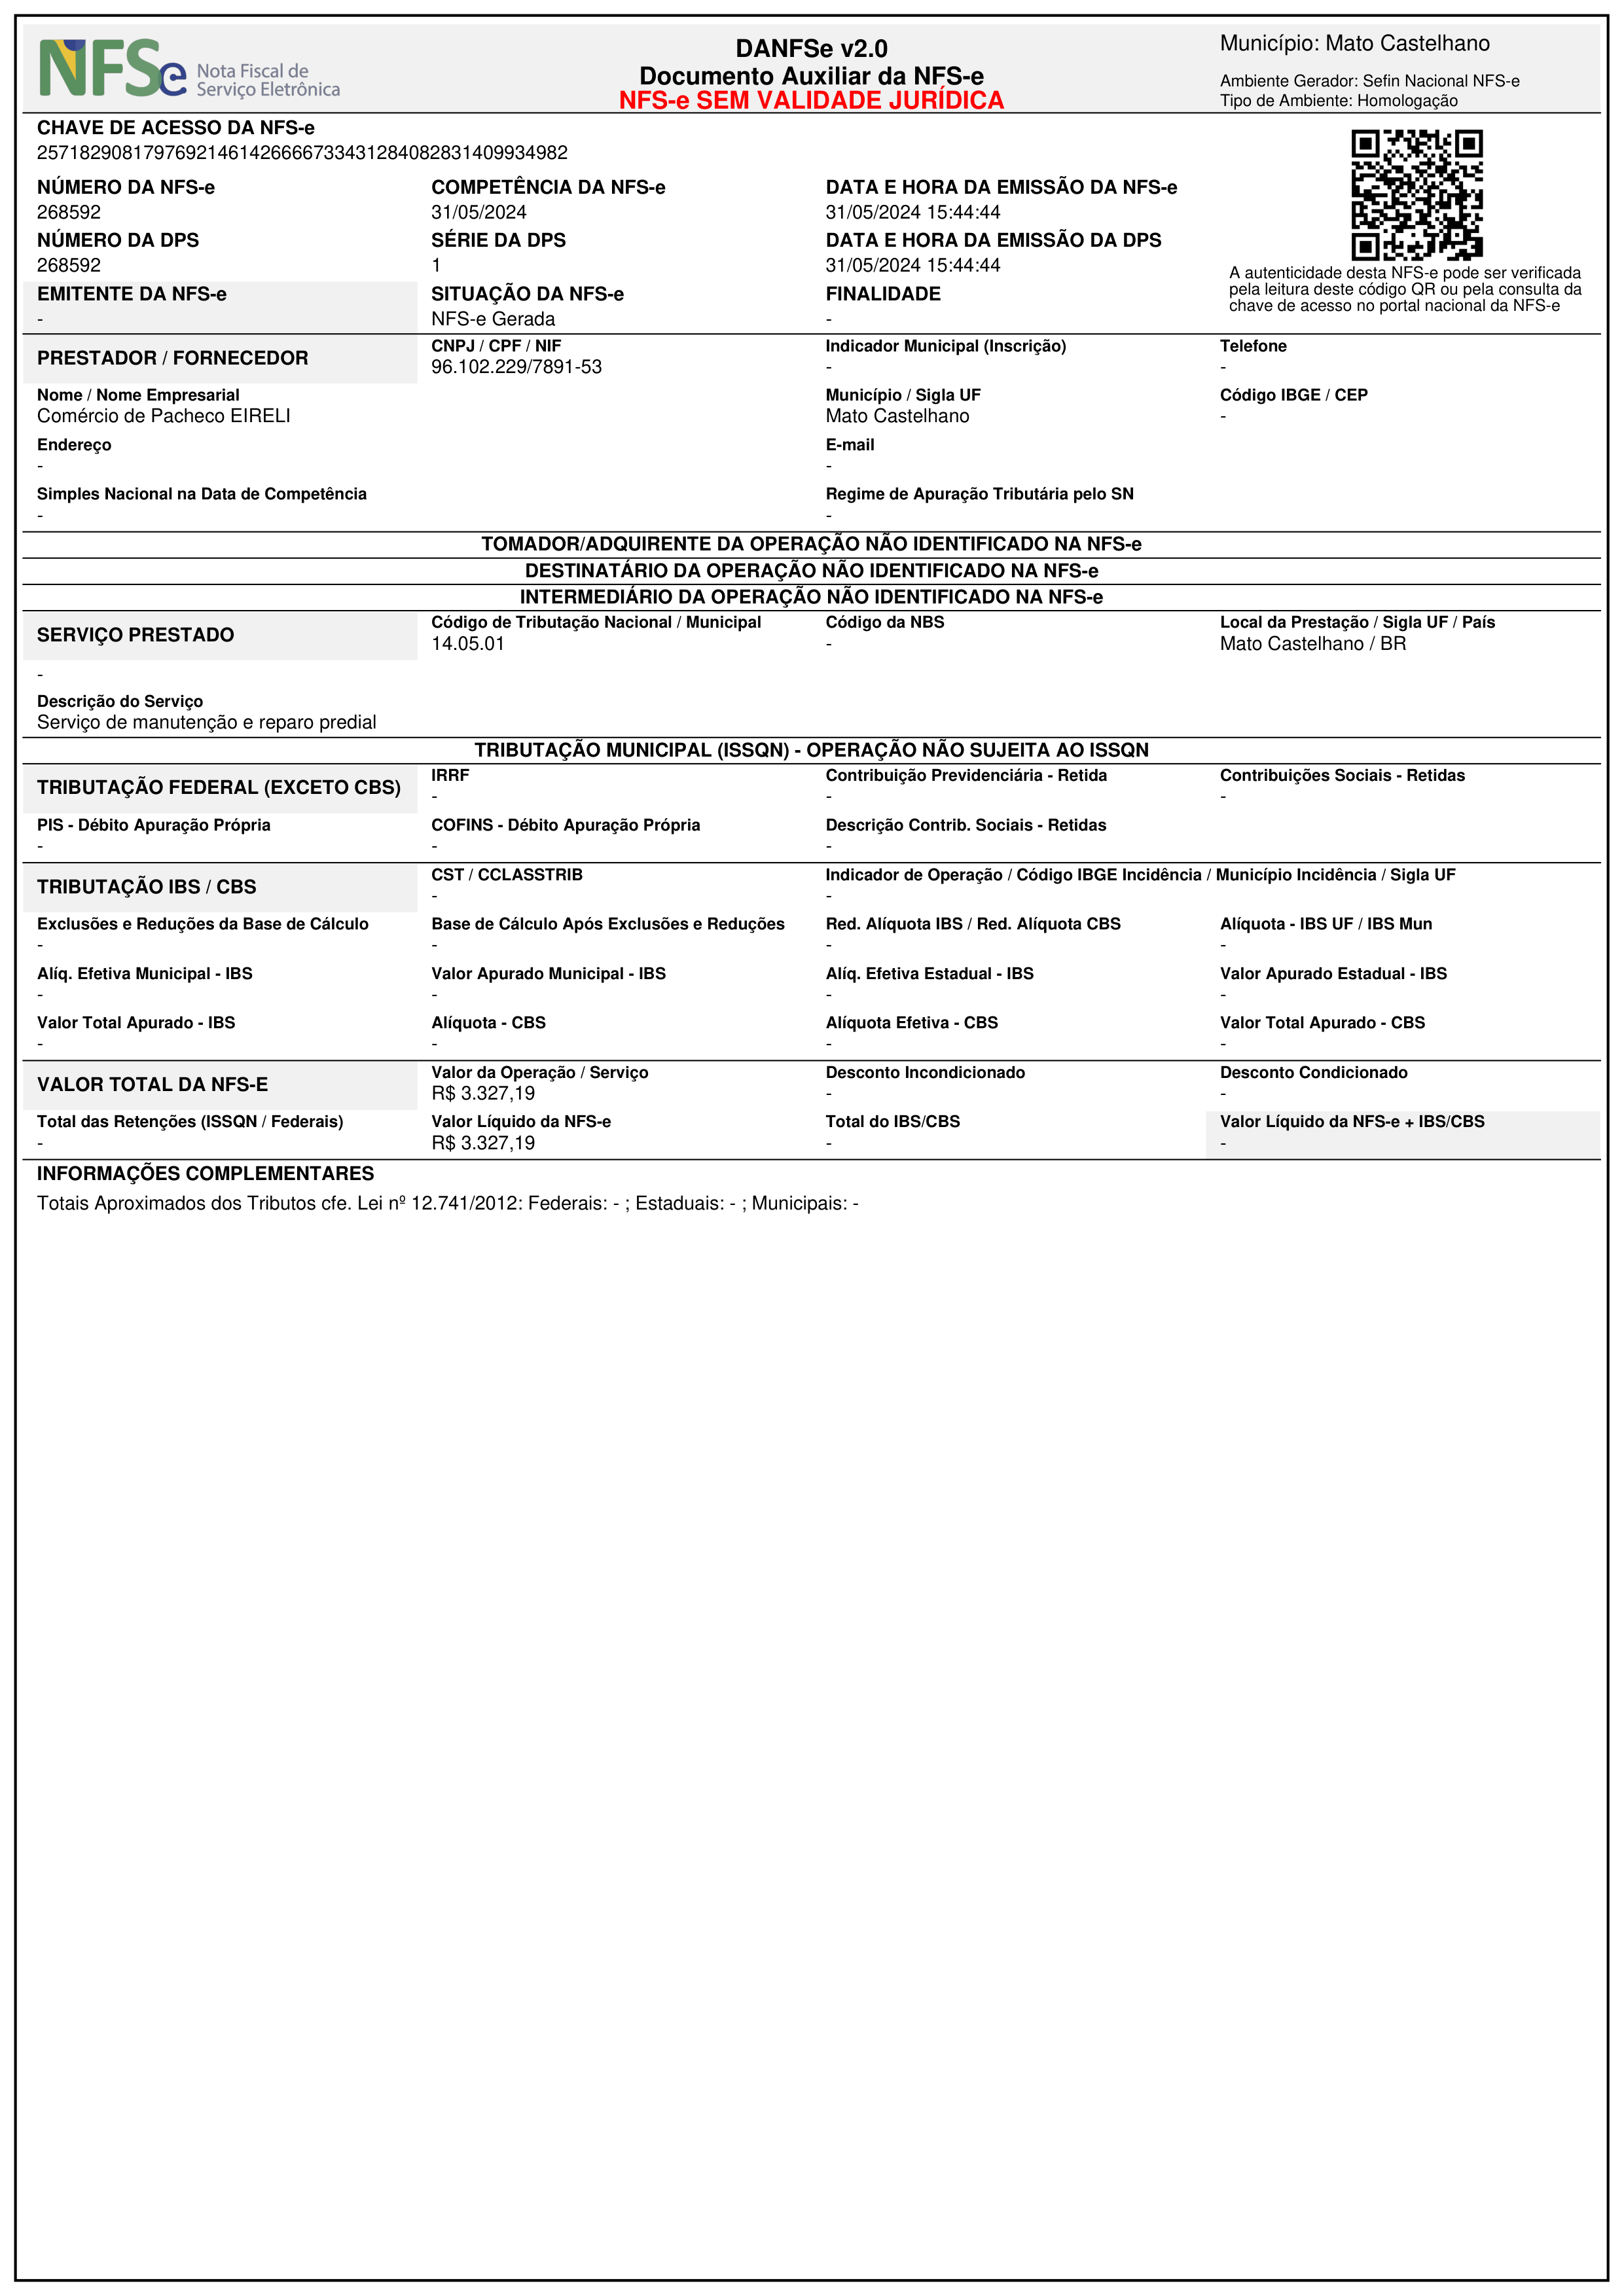 NFSe Nota Fiscal de Serviço Eletrônica
DANFSe v2.0
Documento Auxiliar da NFS-e
NFS-e SEM VALIDADE JURÍDICA
Município: Mato Castelhano
Ambiente Gerador: Sefin Nacional NFS-e
Tipo de Ambiente: Homologação
CHAVE DE ACESSO DA NFS-e
25718290817976921461426666733431284082831409934982
NÚMERO DA NFS-e COMPETÊNCIA DA NFS-e DATA E HORA DA EMISSÃO DA NFS-e
268592 31/05/2024 31/05/2024 15:44:44
NÚMERO DA DPS SÉRIE DA DPS DATA E HORA DA EMISSÃO DA DPS
268592 1 31/05/2024 15:44:44
A autenticidade desta NFS-e pode ser verificada
pela leitura deste código QR ou pela consulta da
chave de acesso no portal nacional da NFS-e
EMITENTE DA NFS-e SITUAÇÃO DA NFS-e FINALIDADE
- NFS-e Gerada -
PRESTADOR / FORNECEDOR CNPJ / CPF / NIF Indicador Municipal (Inscrição) Telefone
96.102.229/7891-53 - -
Nome / Nome Empresarial Município / Sigla UF Código IBGE / CEP
Comércio de Pacheco EIRELI Mato Castelhano -
Endereço E-mail
- -
Simples Nacional na Data de Competência Regime de Apuração Tributária pelo SN
- -
TOMADOR/ADQUIRENTE DA OPERAÇÃO NÃO IDENTIFICADO NA NFS-e
DESTINATÁRIO DA OPERAÇÃO NÃO IDENTIFICADO NA NFS-e
INTERMEDIÁRIO DA OPERAÇÃO NÃO IDENTIFICADO NA NFS-e
SERVIÇO PRESTADO Código de Tributação Nacional / Municipal Código da NBS Local da Prestação / Sigla UF / País
14.05.01 - Mato Castelhano / BR
-
Descrição do Serviço
Serviço de manutenção e reparo predial
TRIBUTAÇÃO MUNICIPAL (ISSQN) - OPERAÇÃO NÃO SUJEITA AO ISSQN
TRIBUTAÇÃO FEDERAL (EXCETO CBS) IRRF Contribuição Previdenciária - Retida Contribuições Sociais - Retidas
- - -
PIS - Débito Apuração Própria COFINS - Débito Apuração Própria Descrição Contrib. Sociais - Retidas
- - -
TRIBUTAÇÃO IBS / CBS CST / CCLASSTRIB Indicador de Operação / Código IBGE Incidência / Município Incidência / Sigla UF
- -
Exclusões e Reduções da Base de Cálculo Base de Cálculo Após Exclusões e Reduções Red. Alíquota IBS / Red. Alíquota CBS Alíquota - IBS UF / IBS Mun
- - - -
Alíq. Efetiva Municipal - IBS Valor Apurado Municipal - IBS Alíq. Efetiva Estadual - IBS Valor Apurado Estadual - IBS
- - - -
Valor Total Apurado - IBS Alíquota - CBS Alíquota Efetiva - CBS Valor Total Apurado - CBS
- - - -
VALOR TOTAL DA NFS-E Valor da Operação / Serviço Desconto Incondicionado Desconto Condicionado
R$ 3.327,19 - -
Total das Retenções (ISSQN / Federais) Valor Líquido da NFS-e Total do IBS/CBS Valor Líquido da NFS-e + IBS/CBS
- R$ 3.327,19 - -
INFORMAÇÕES COMPLEMENTARES
Totais Aproximados dos Tributos cfe. Lei nº 12.741/2012: Federais: - ; Estaduais: - ; Municipais: -